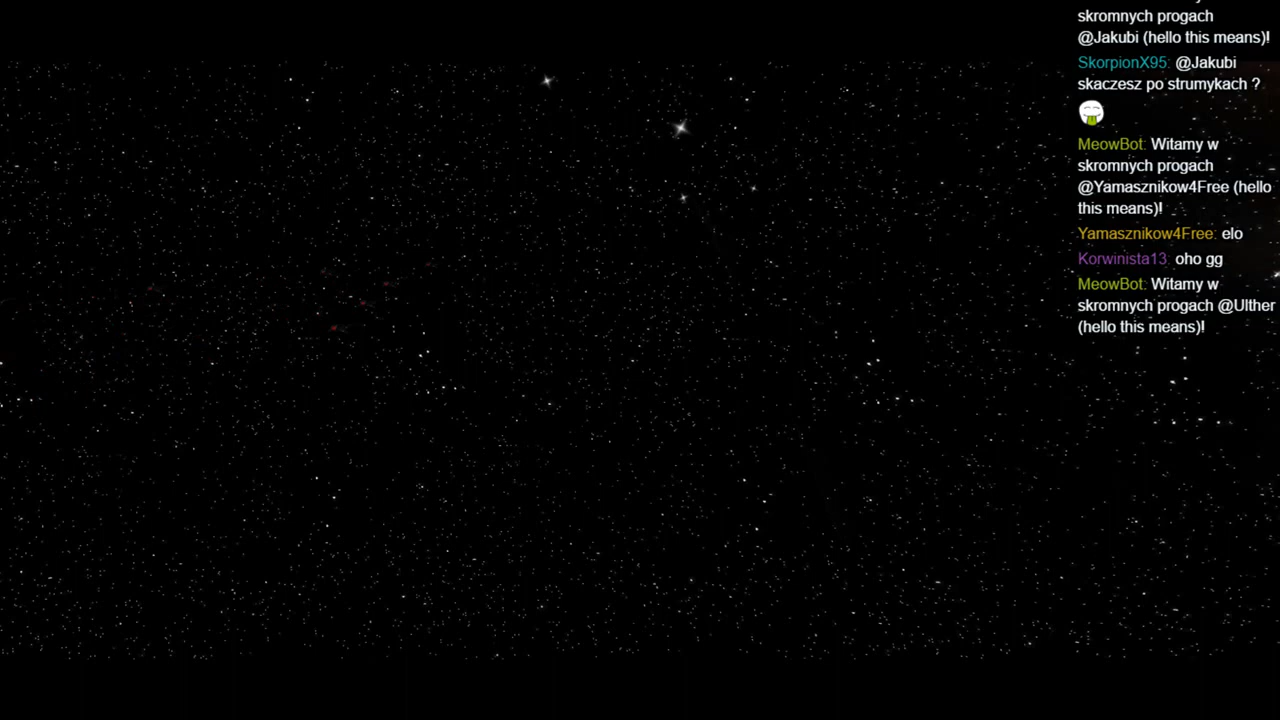 skromnych progach
@Jakubi (hello this means)!
SkorpionX95: @Jakubi
skaczesz po strumykach ?
MeowBot: Witamy w
skromnych progach
@Yamasznikow4Free (hello
this means)!
Yamasznikow4Free: elo
Korwinista13: oho gg
MeowBot: Witamy w
skromnych progach @Ulther
(hello this means)!